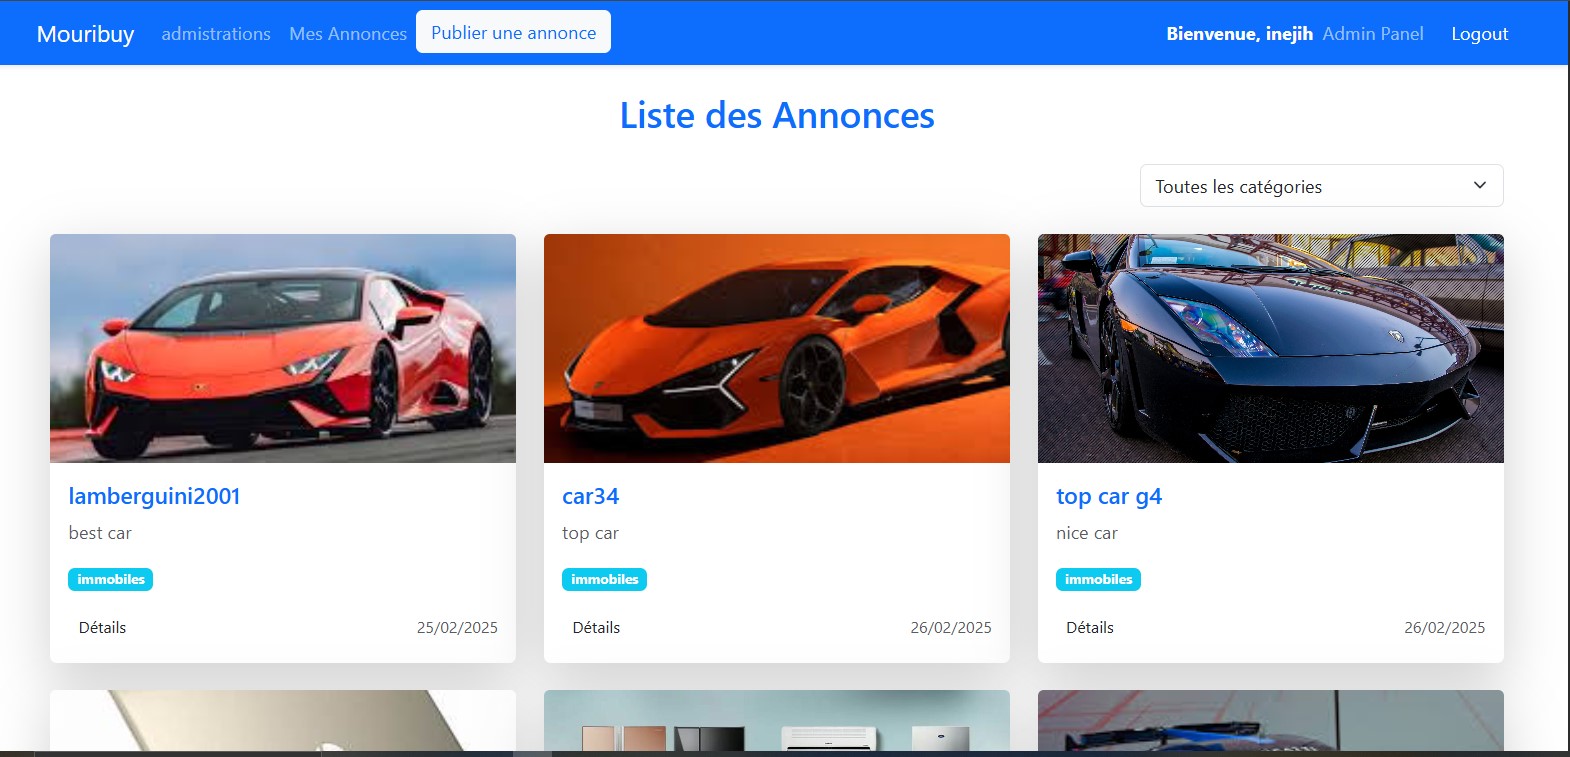 Mouribuy admistrations Mes Annonces Publier une annonce Bienvenue, inejih Admin Panel Logout
Liste des Annonces
Toutes les catégories
lamberguini2001
best car
immobiles
Détails 25/02/2025
car34
top car
immobiles
Détails 26/02/2025
top car g4
nice car
immobiles
Détails 26/02/2025